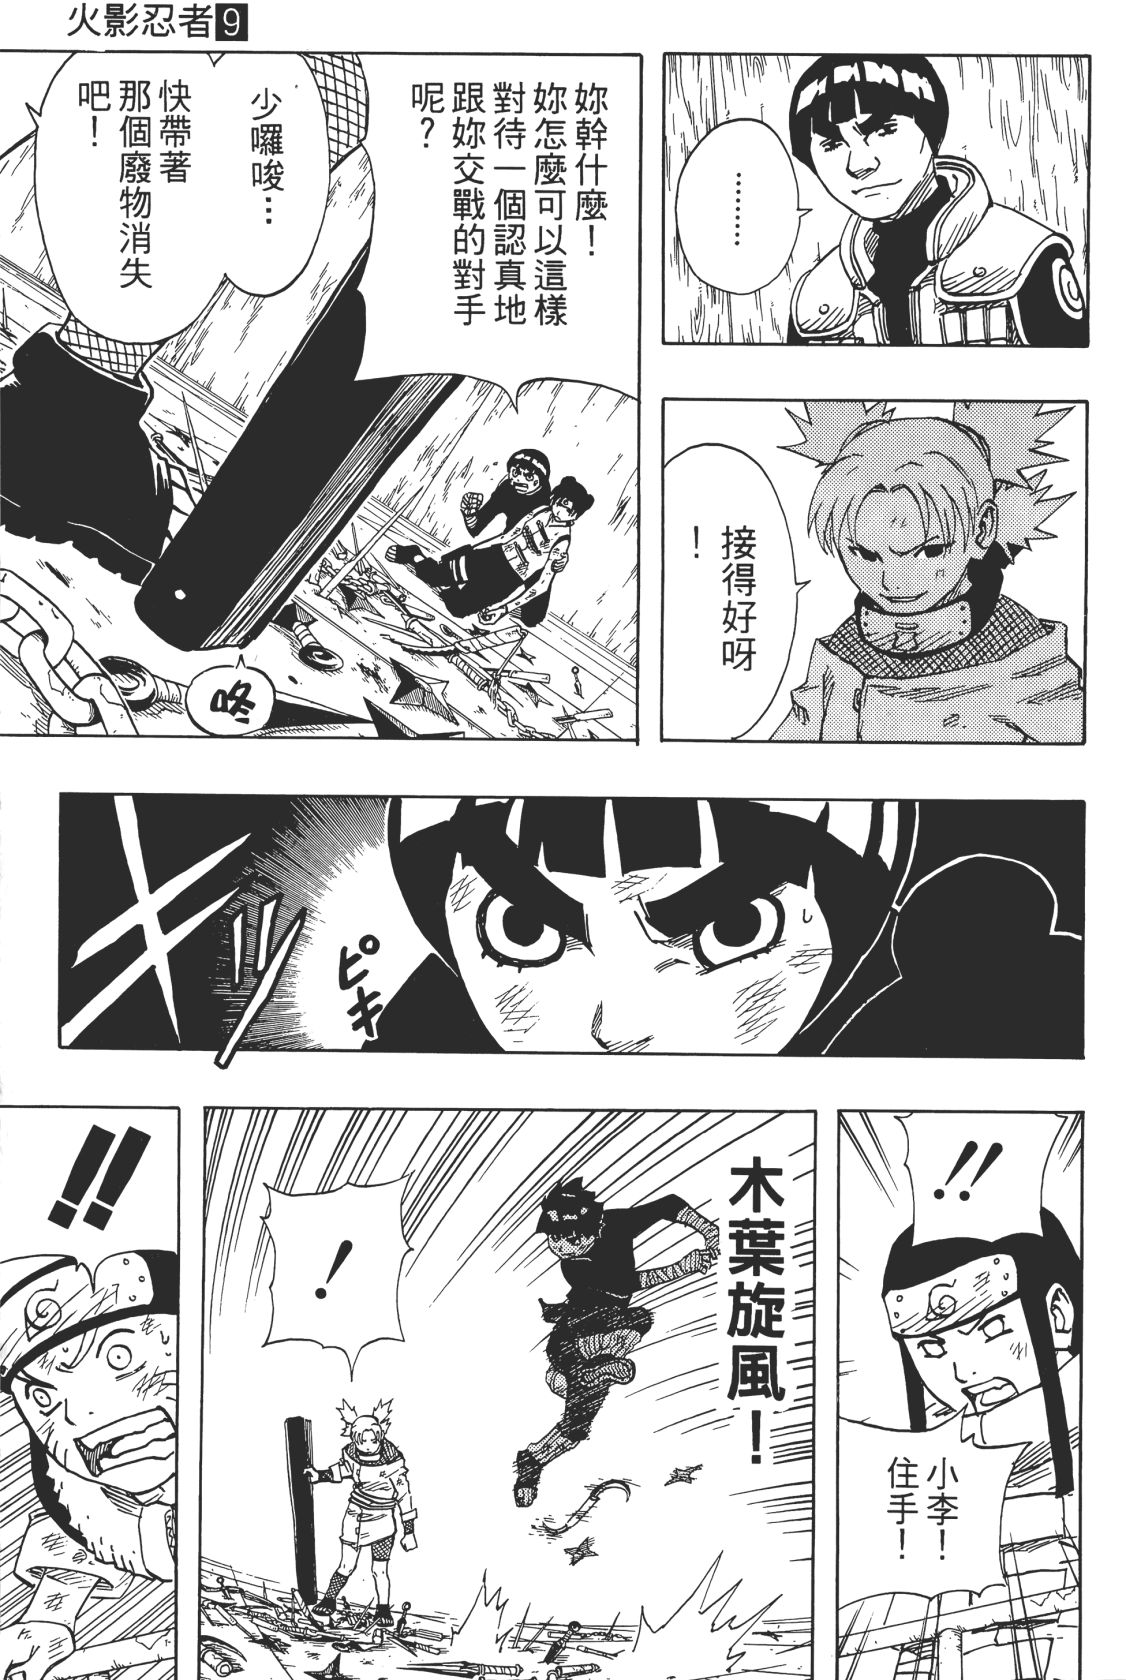 火影忍者9
………
接得好呀
！
妳幹什麼！
妳怎麼可以這樣
對待一個認真地
跟妳交戰的對手
呢？
少囉唆…
快帶著
那個廢物消失
吧！
咚
ピキ
!!
小李！
住手！
木葉旋風！
！
!!